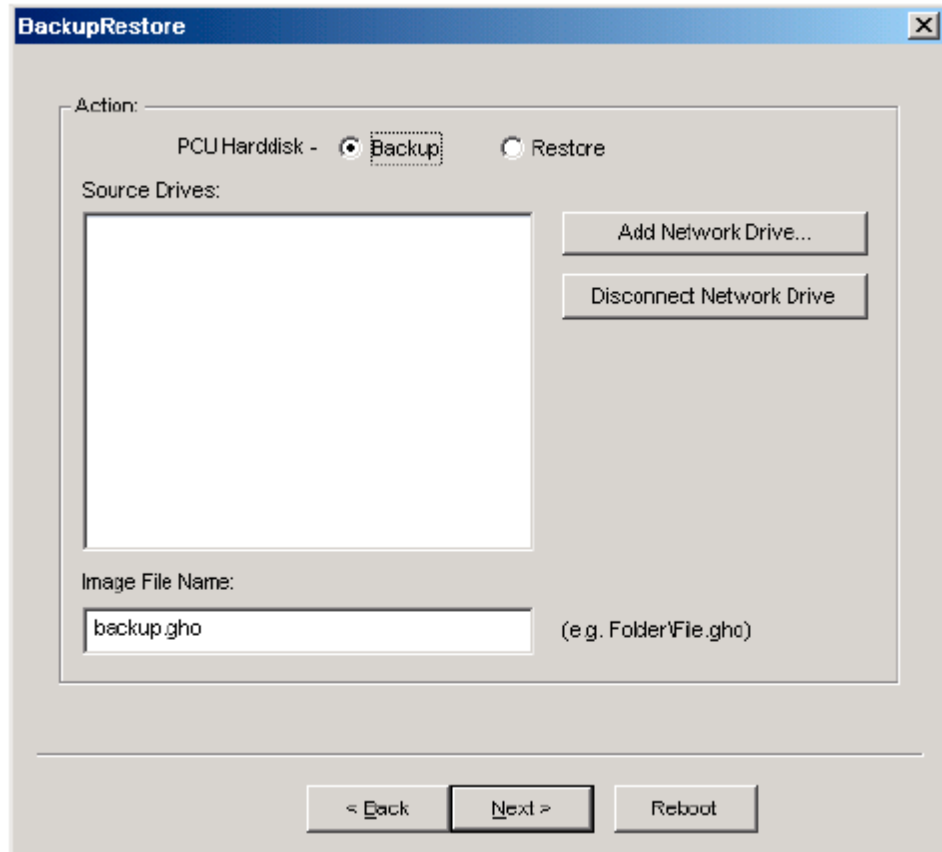 BackupRestore
Action:
PCU Harddisk - Backup Restore
Source Drives:
Add Network Drive...
Disconnect Network Drive
Image File Name:
backup.gho (e.g. Folder\File.gho)
< Back Next > Reboot